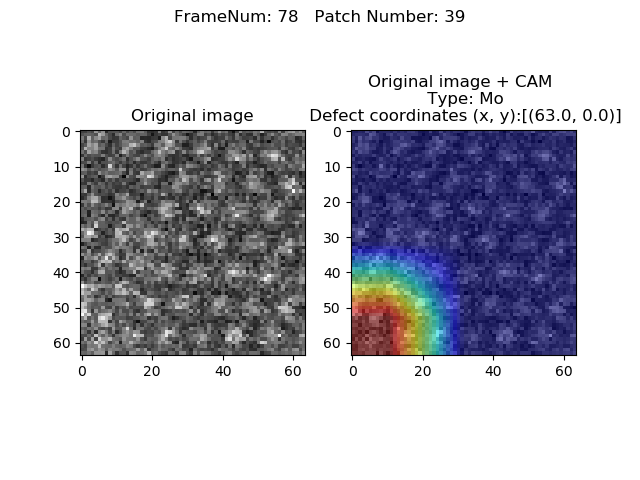 FrameNum: 78   Patch Number: 39
Original image
0
10
20
30
40
50
60
0 20 40 60
Original image + CAM
Type: Mo
Defect coordinates (x, y):[(63.0, 0.0)]
0
10
20
30
40
50
60
0 20 40 60